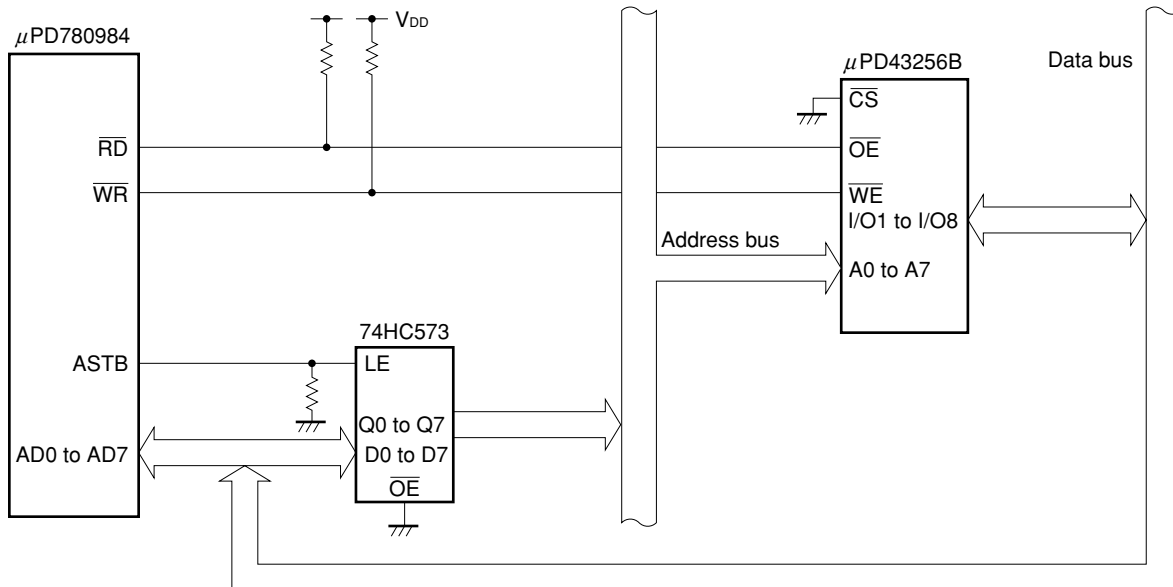 μPD780984
VDD
μPD43256B
Data bus
CS
RD
OE
WR
WE
I/O1 to I/O8
Address bus
A0 to A7
74HC573
ASTB
LE
Q0 to Q7
AD0 to AD7
D0 to D7
OE